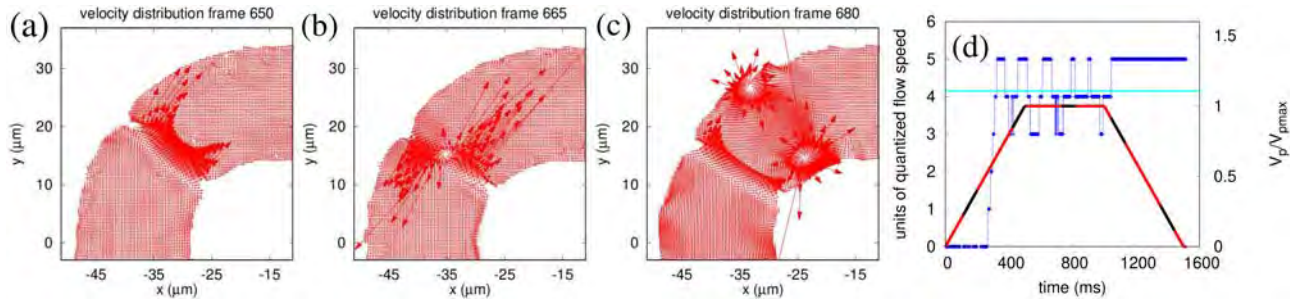 (a)
velocity distribution frame 650
30
20
10
0
-45
-35
-25
-15
x (μm)
y (μm)
(b)
velocity distribution frame 665
30
20
10
0
-45
-35
-25
-15
x (μm)
y (μm)
(c)
velocity distribution frame 680
30
20
10
0
-45
-35
-25
-15
x (μm)
y (μm)
(d)
units of quantized flow speed
6
5
4
3
2
1
0
0
400
800
1200
1600
time (ms)
1.5
1
0.5
0
Vp/Vpmax